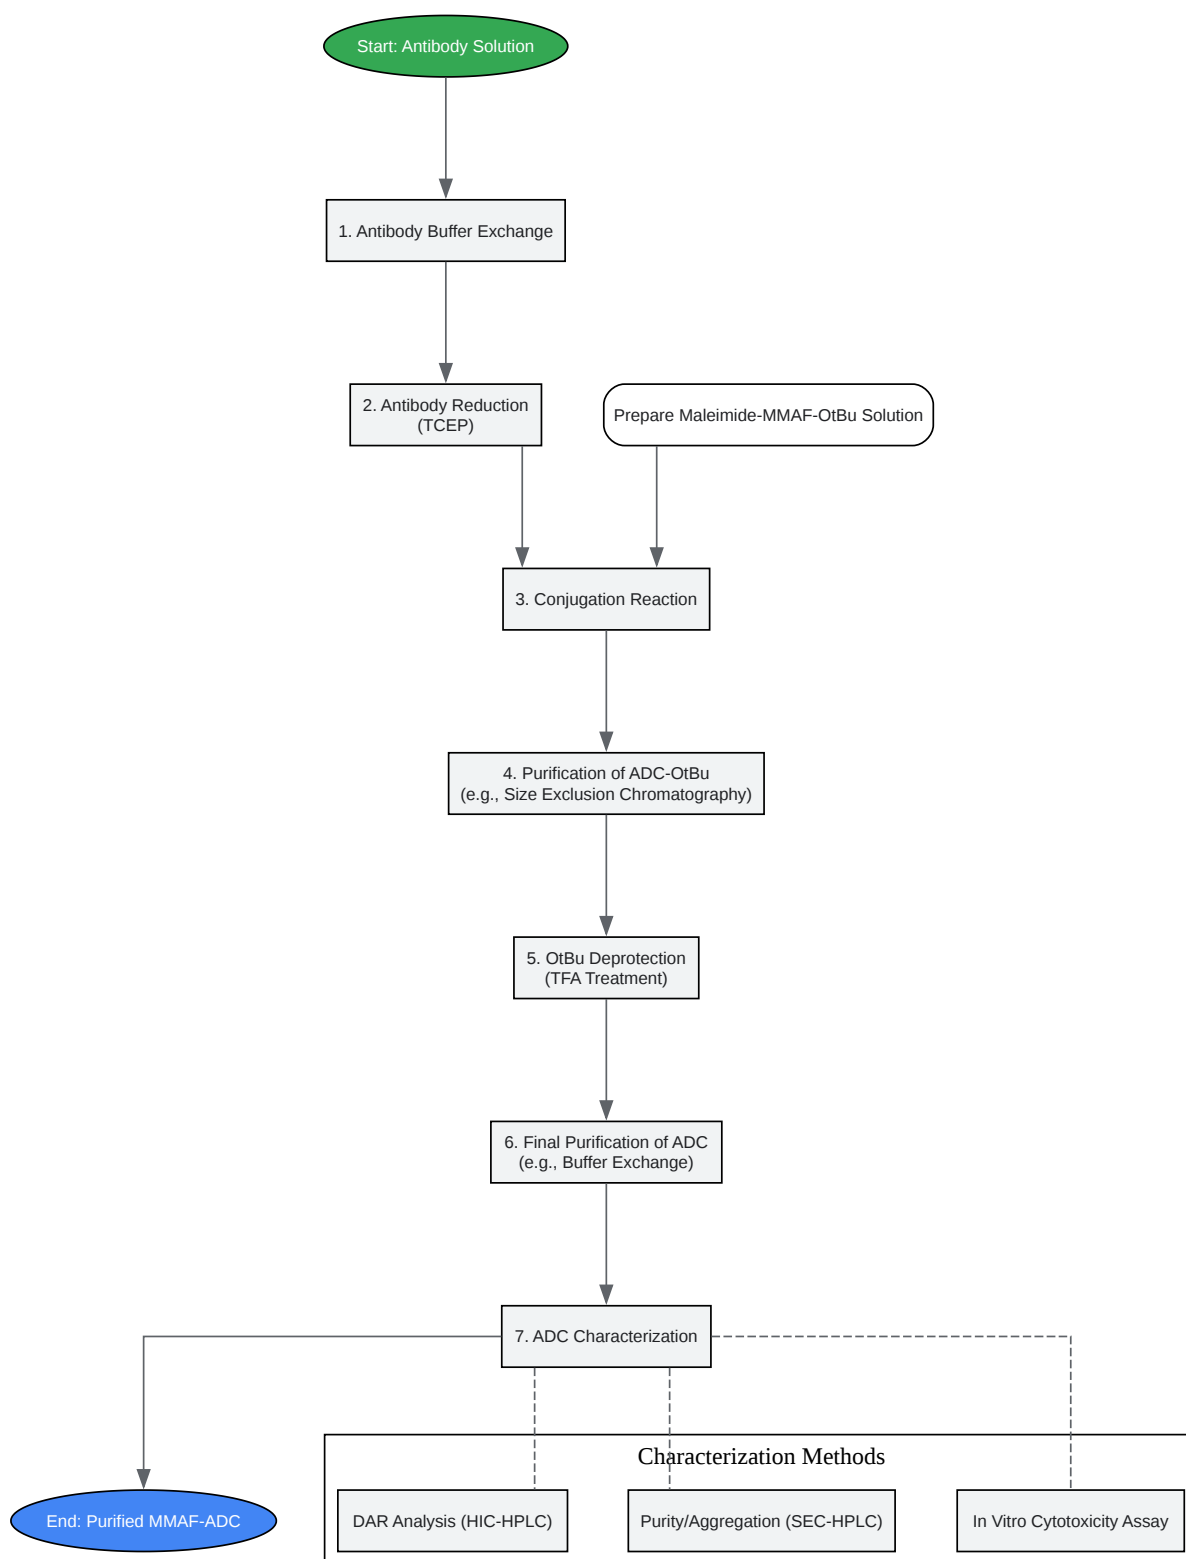 Start: Antibody Solution
1. Antibody Buffer Exchange
2. Antibody Reduction
(TCEP)
Prepare Maleimide-MMAF-OtBu Solution
3. Conjugation Reaction
4. Purification of ADC-OtBu
(e.g., Size Exclusion Chromatography)
5. OtBu Deprotection
(TFA Treatment)
6. Final Purification of ADC
(e.g., Buffer Exchange)
7. ADC Characterization
Characterization Methods
End: Purified MMAF-ADC
DAR Analysis (HIC-HPLC)
Purity/Aggregation (SEC-HPLC)
In Vitro Cytotoxicity Assay